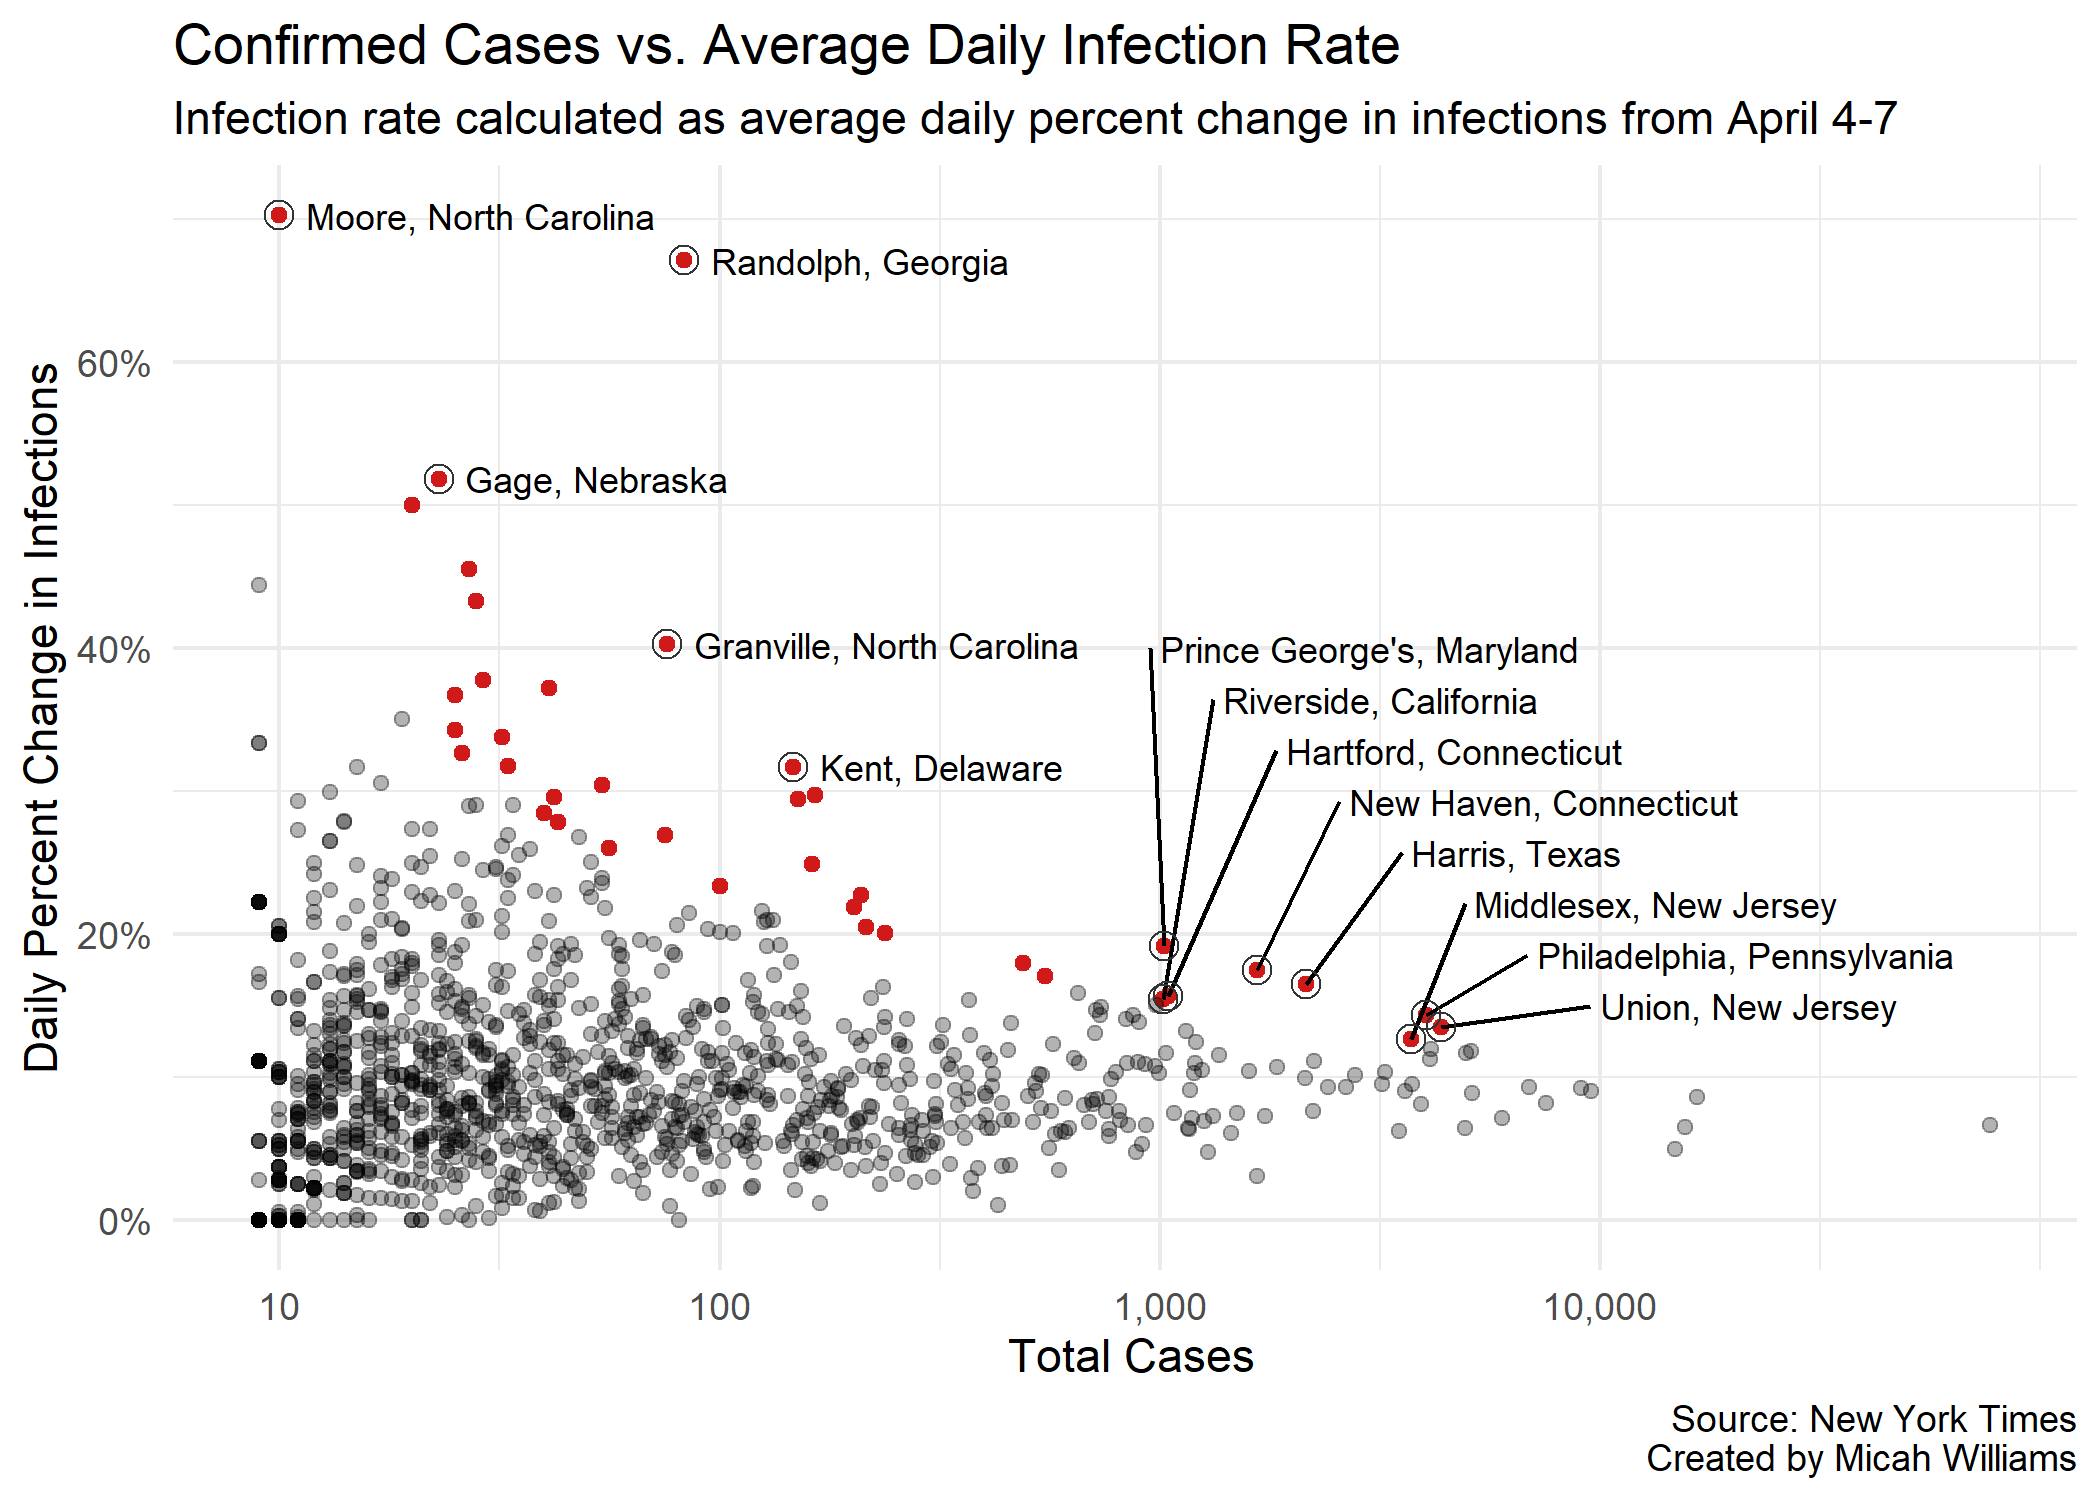 Confirmed Cases vs. Average Daily Infection Rate
Infection rate calculated as average daily percent change in infections from April 4-7
Moore, North Carolina
Randolph, Georgia
60%
Gage, Nebraska
Granville, North Carolina
Prince George's, Maryland
40%
Riverside, California
Hartford, Connecticut
Kent, Delaware
New Haven, Connecticut
Harris, Texas
Middlesex, New Jersey
20%
Philadelphia, Pennsylvania
Union, New Jersey
0%
Daily Percent Change in Infections
10
100
1,000
10,000
Total Cases
Source: New York Times
Created by Micah Williams